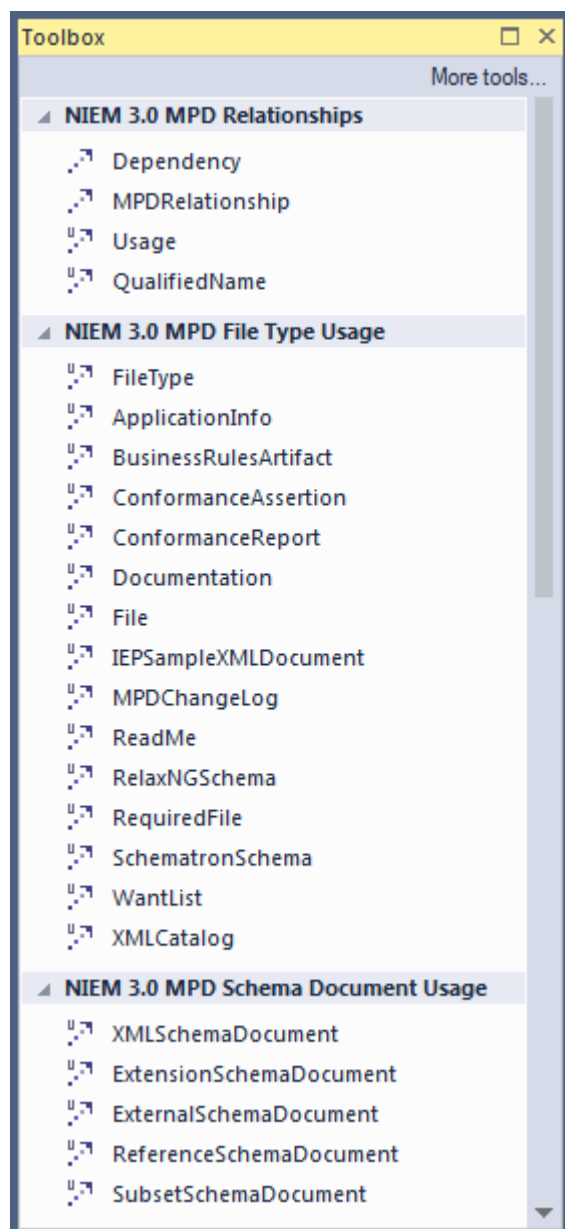 Toolbox
More tools...
NIEM 3.0 MPD Relationships
Dependency
MPDRelationship
Usage
QualifiedName
NIEM 3.0 MPD File Type Usage
FileType
ApplicationInfo
BusinessRulesArtifact
ConformanceAssertion
ConformanceReport
Documentation
File
IEPSampleXMLDocument
MPDChangeLog
ReadMe
RelaxNGSchema
RequiredFile
SchematronSchema
WantList
XMLCatalog
NIEM 3.0 MPD Schema Document Usage
XMLSchemaDocument
ExtensionSchemaDocument
ExternalSchemaDocument
ReferenceSchemaDocument
SubsetSchemaDocument